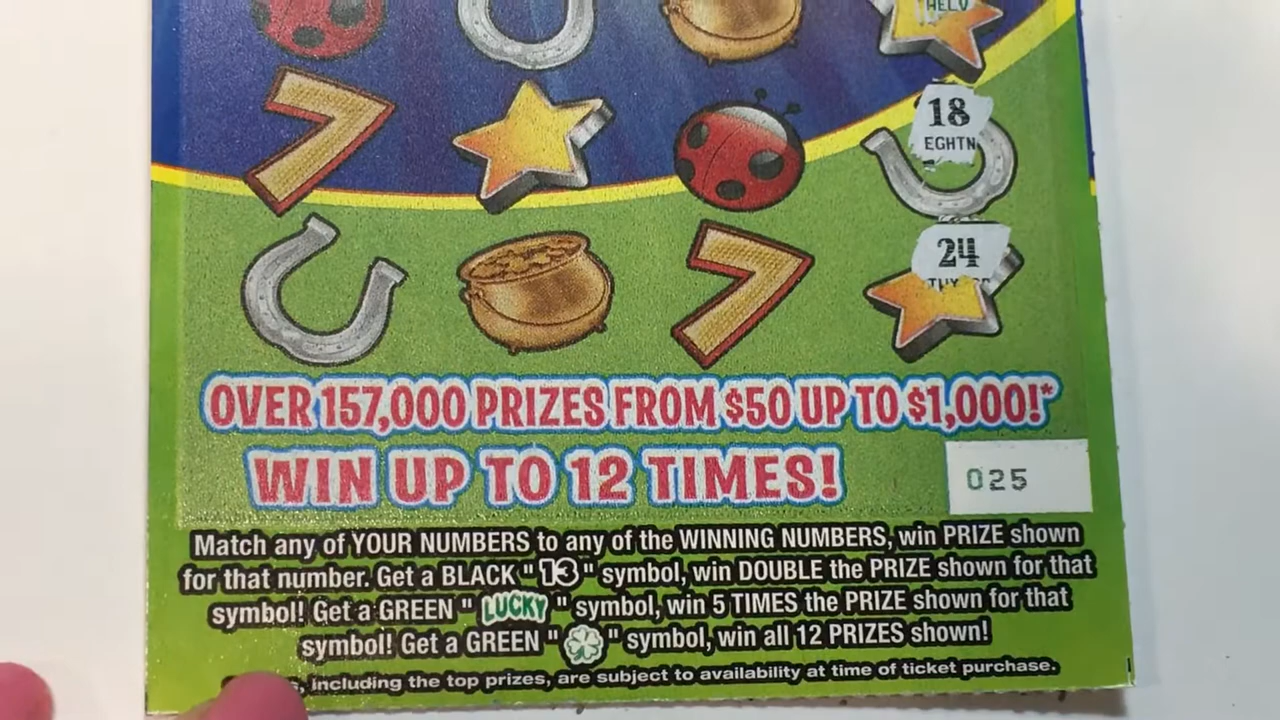 18
EGHTN
24
OVER 157,000 PRIZES FROM $50 UP TO $1,000!*
WIN UP TO 12 TIMES!
025
Match any of YOUR NUMBERS to any of the WINNING NUMBERS, win PRIZE shown
for that number. Get a BLACK "13" symbol, win DOUBLE the PRIZE shown for that
symbol! Get a GREEN "LUCKY" symbol, win 5 TIMES the PRIZE shown for that
symbol! Get a GREEN " " symbol, win all 12 PRIZES shown!
including the top prizes, are subject to availability at time of ticket purchase.